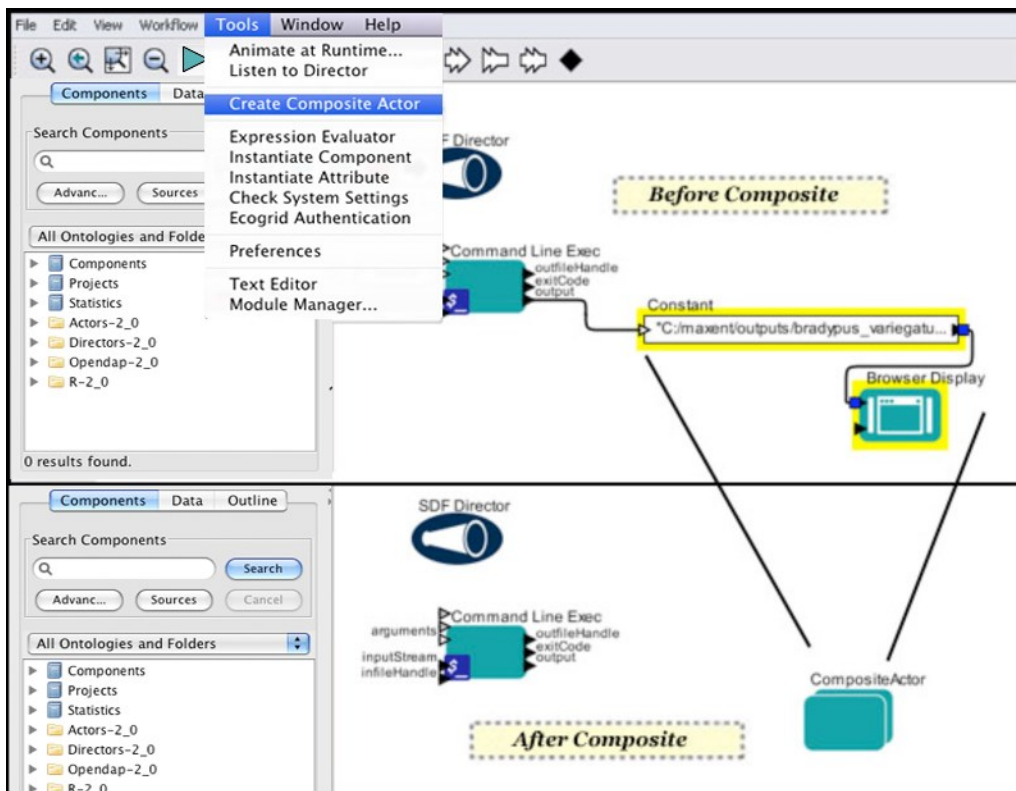 File Edit View Workflow Tools Window Help
Animate at Runtime...
Listen to Director
Create Composite Actor
Expression Evaluator
Instantiate Component
Instantiate Attribute
Check System Settings
Ecogrid Authentication
Preferences
Text Editor
Module Manager...
Components Data
Search Components
Advanc... Sources
All Ontologies and Folde
Components
Projects
Statistics
Actors-2_0
Directors-2_0
Opendap-2_0
R-2_0
0 results found.
F Director
Before Composite
Command Line Exec
outfileHandle
exitCode
output
$_
Constant
"C:/maxent/outputs/bradypus_variegatu...
Browser Display
Components Data Outline
Search Components
Search
Advanc... Sources Cancel
All Ontologies and Folders
Components
Projects
Statistics
Actors-2_0
Directors-2_0
Opendap-2_0
R-2_0
SDF Director
Command Line Exec
arguments
inputStream
infileHandle
outfileHandle
exitCode
output
$_
CompositeActor
After Composite